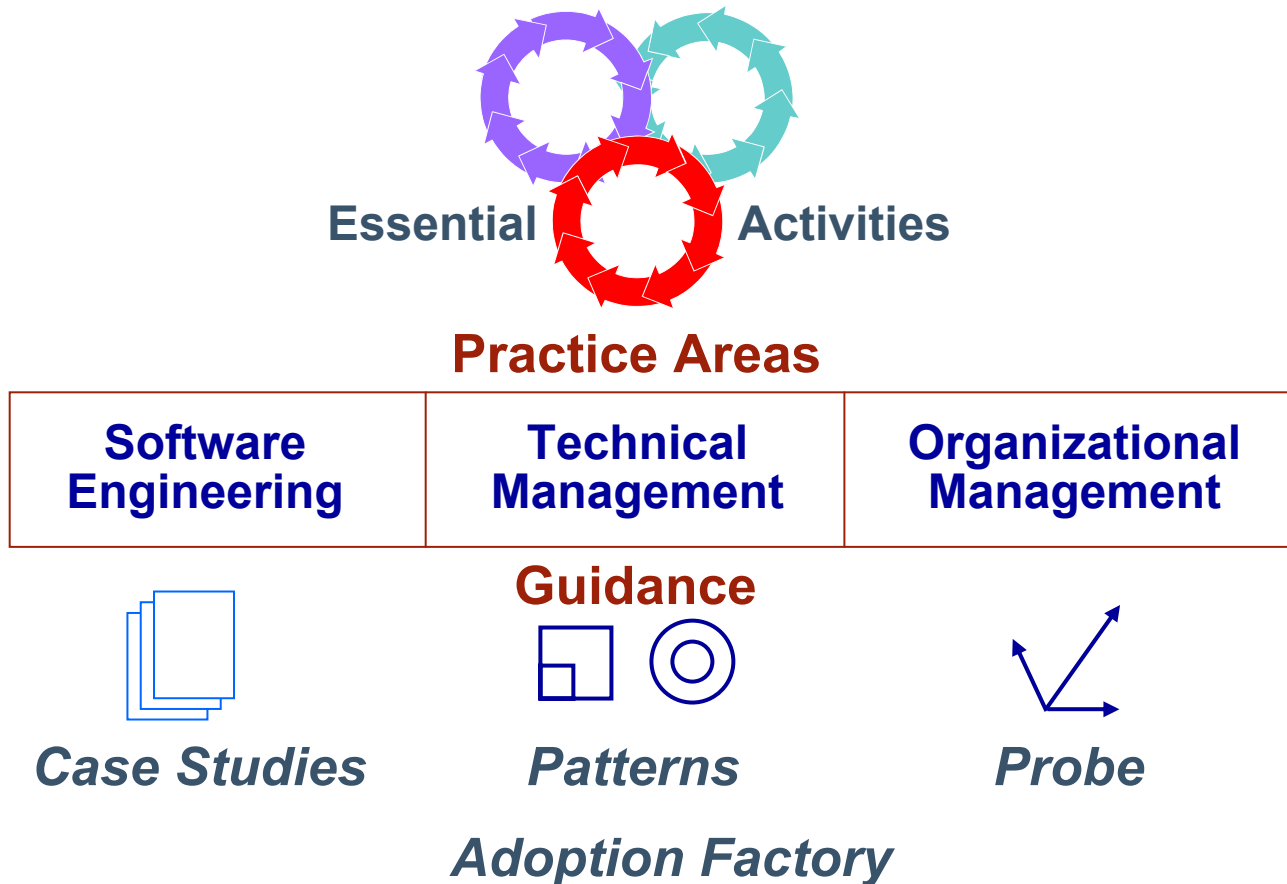 Essential Activities
Practice Areas
Software
Engineering
Technical
Management
Organizational
Management
Guidance
Case Studies
Patterns
Probe
Adoption Factory